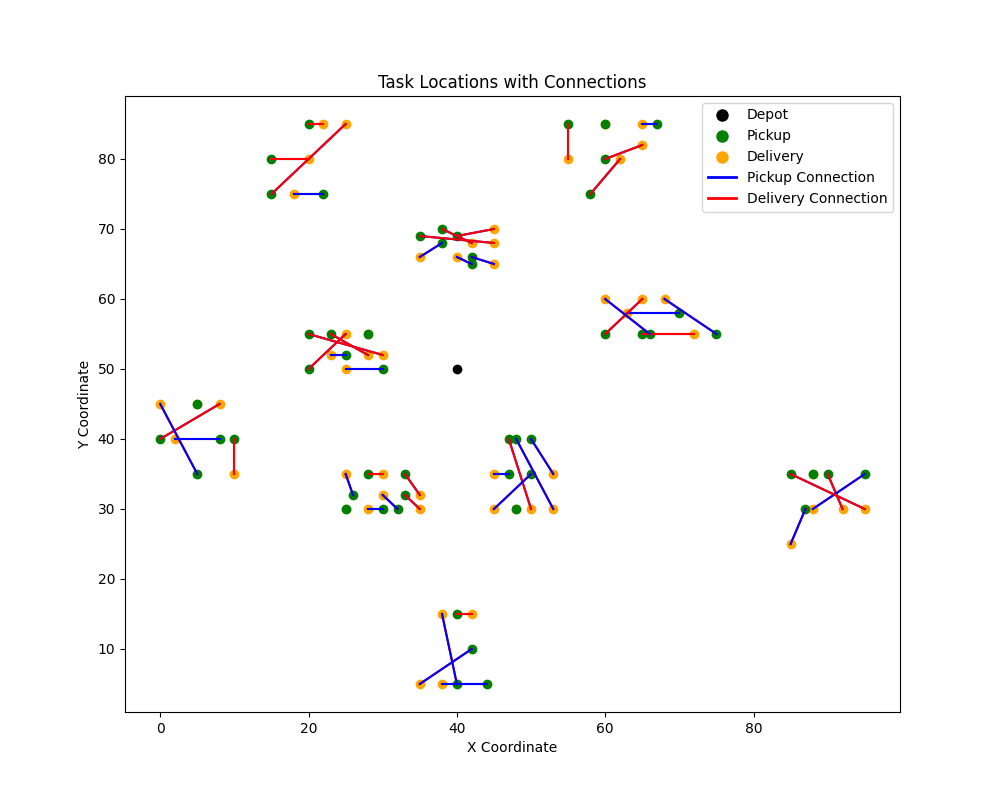 Task Locations with Connections
Depot
Pickup
Delivery
Pickup Connection
Delivery Connection
80
70
60
50
40
30
20
10
Y Coordinate
0 20 40 60 80
X Coordinate